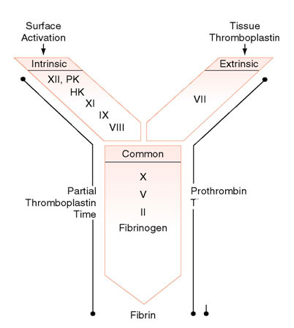 Surface
Activation
Tissue
Thromboplastin
Intrinsic
Extrinsic
XII, PK
HK
XI
IX
VIII
VII
Common
X
V
II
Fibrinogen
Partial
Thromboplastin
Time
Prothrombin
T
Fibrin